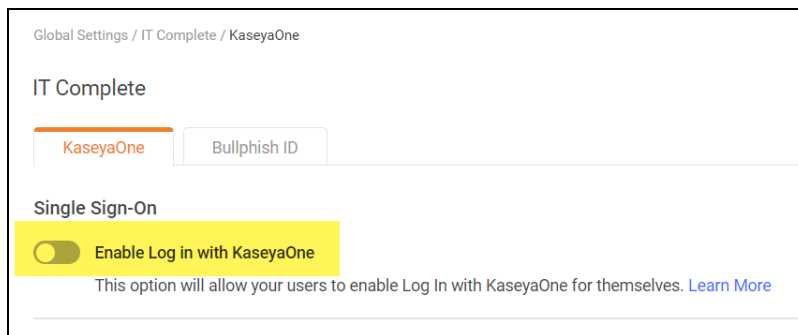 Global Settings / IT Complete / KaseyaOne
IT Complete
KaseyaOne
Bullphish ID
Single Sign-On
Enable Log in with KaseyaOne
This option will allow your users to enable Log In with KaseyaOne for themselves. Learn More